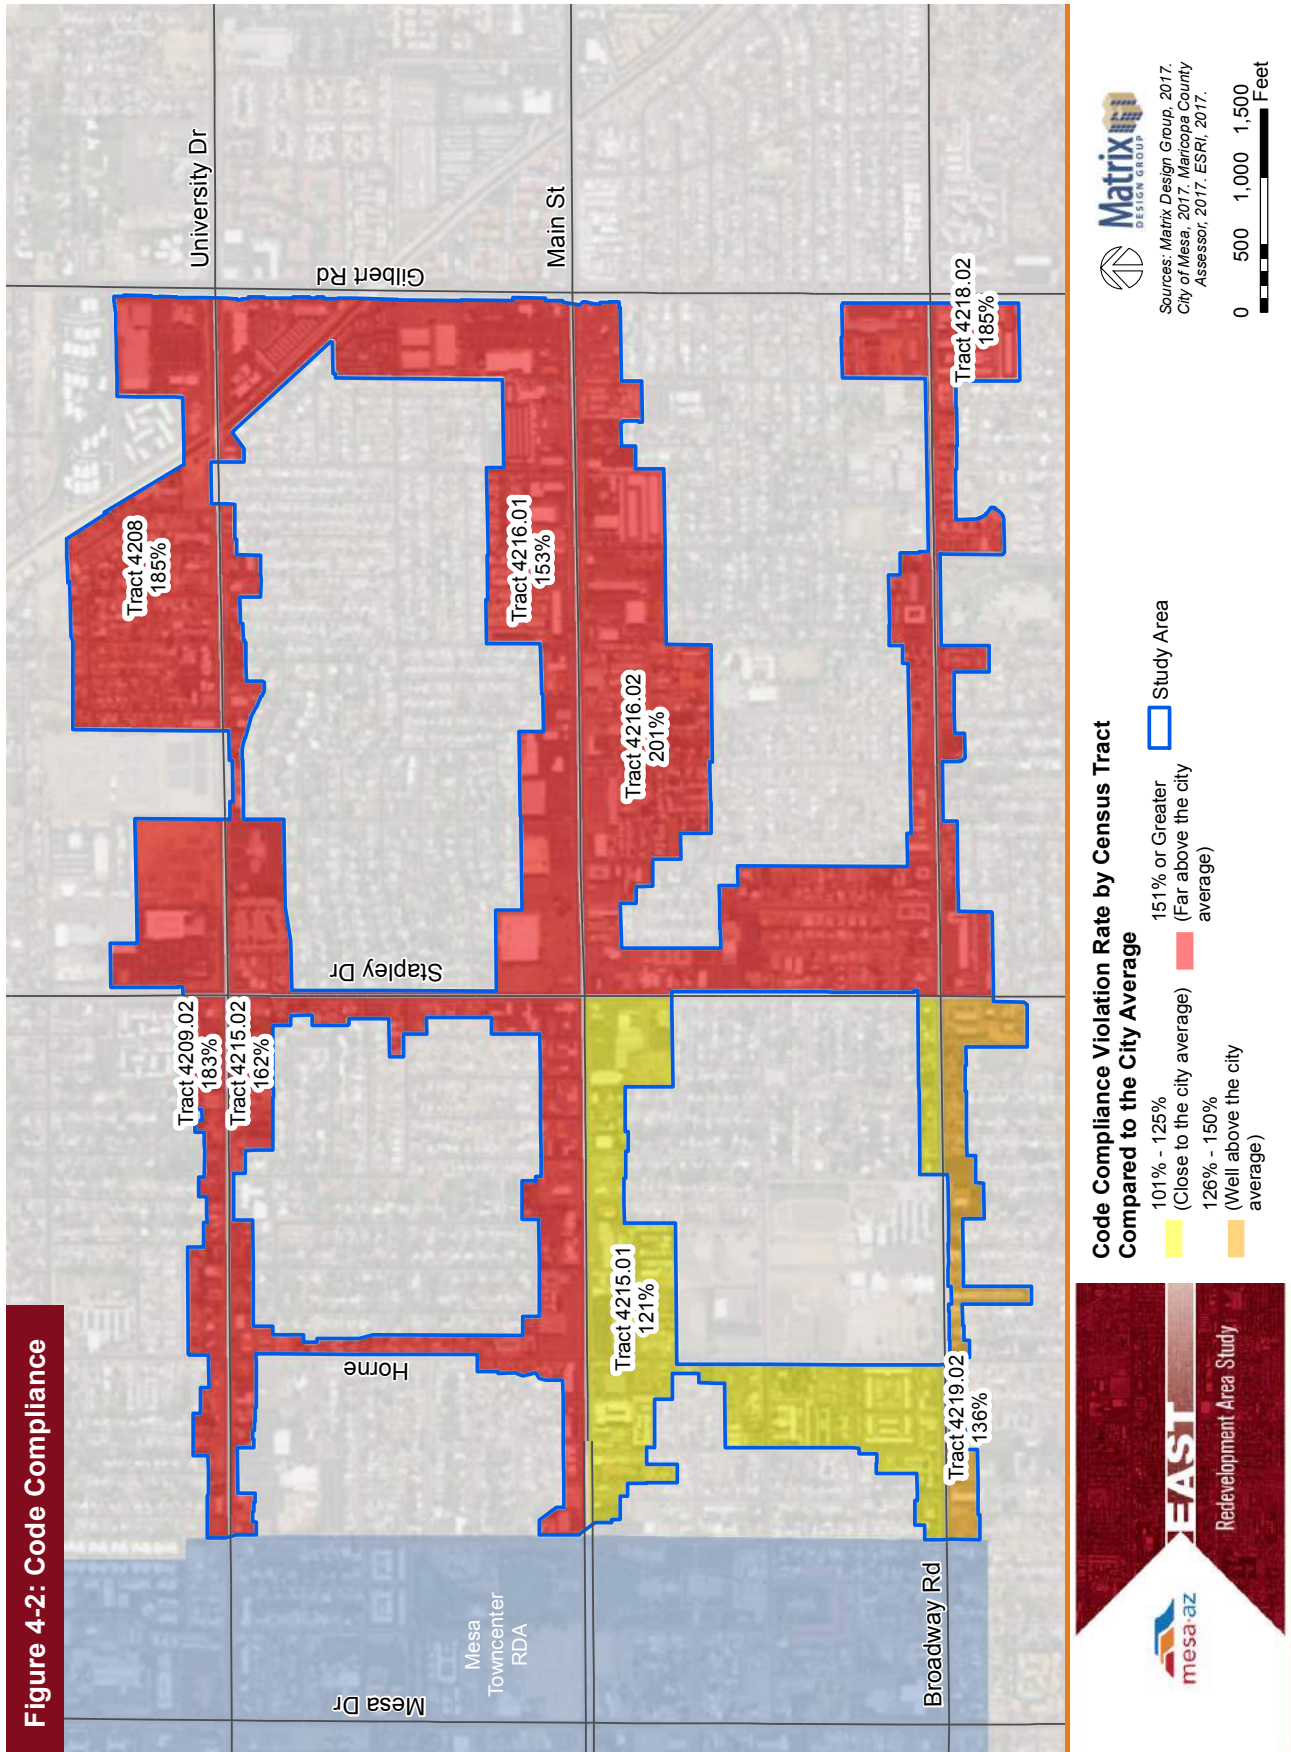 Figure 4-2: Code Compliance
University Dr
Main St
Gilbert Rd
Tract 4208
185%
Tract 4216.01
153%
Tract 4216.02
201%
Tract 4218.02
185%
Stapley Dr
Tract 4209.02
183%
Tract 4215.02
162%
Tract 4215.01
121%
Tract 4219.02
136%
Horne
Mesa
Towncenter
RDA
Mesa Dr
Broadway Rd
mesa·az
EAST
Redevelopment Area Study
Code Compliance Violation Rate by Census Tract
Compared to the City Average
101% - 125%
(Close to the city average)
126% - 150%
(Well above the city
average)
151% or Greater
(Far above the city
average)
Study Area
Matrix
DESIGN GROUP
Sources: Matrix Design Group, 2017.
City of Mesa, 2017. Maricopa County
Assessor, 2017. ESRI, 2017.
0 500 1,000 1,500
Feet